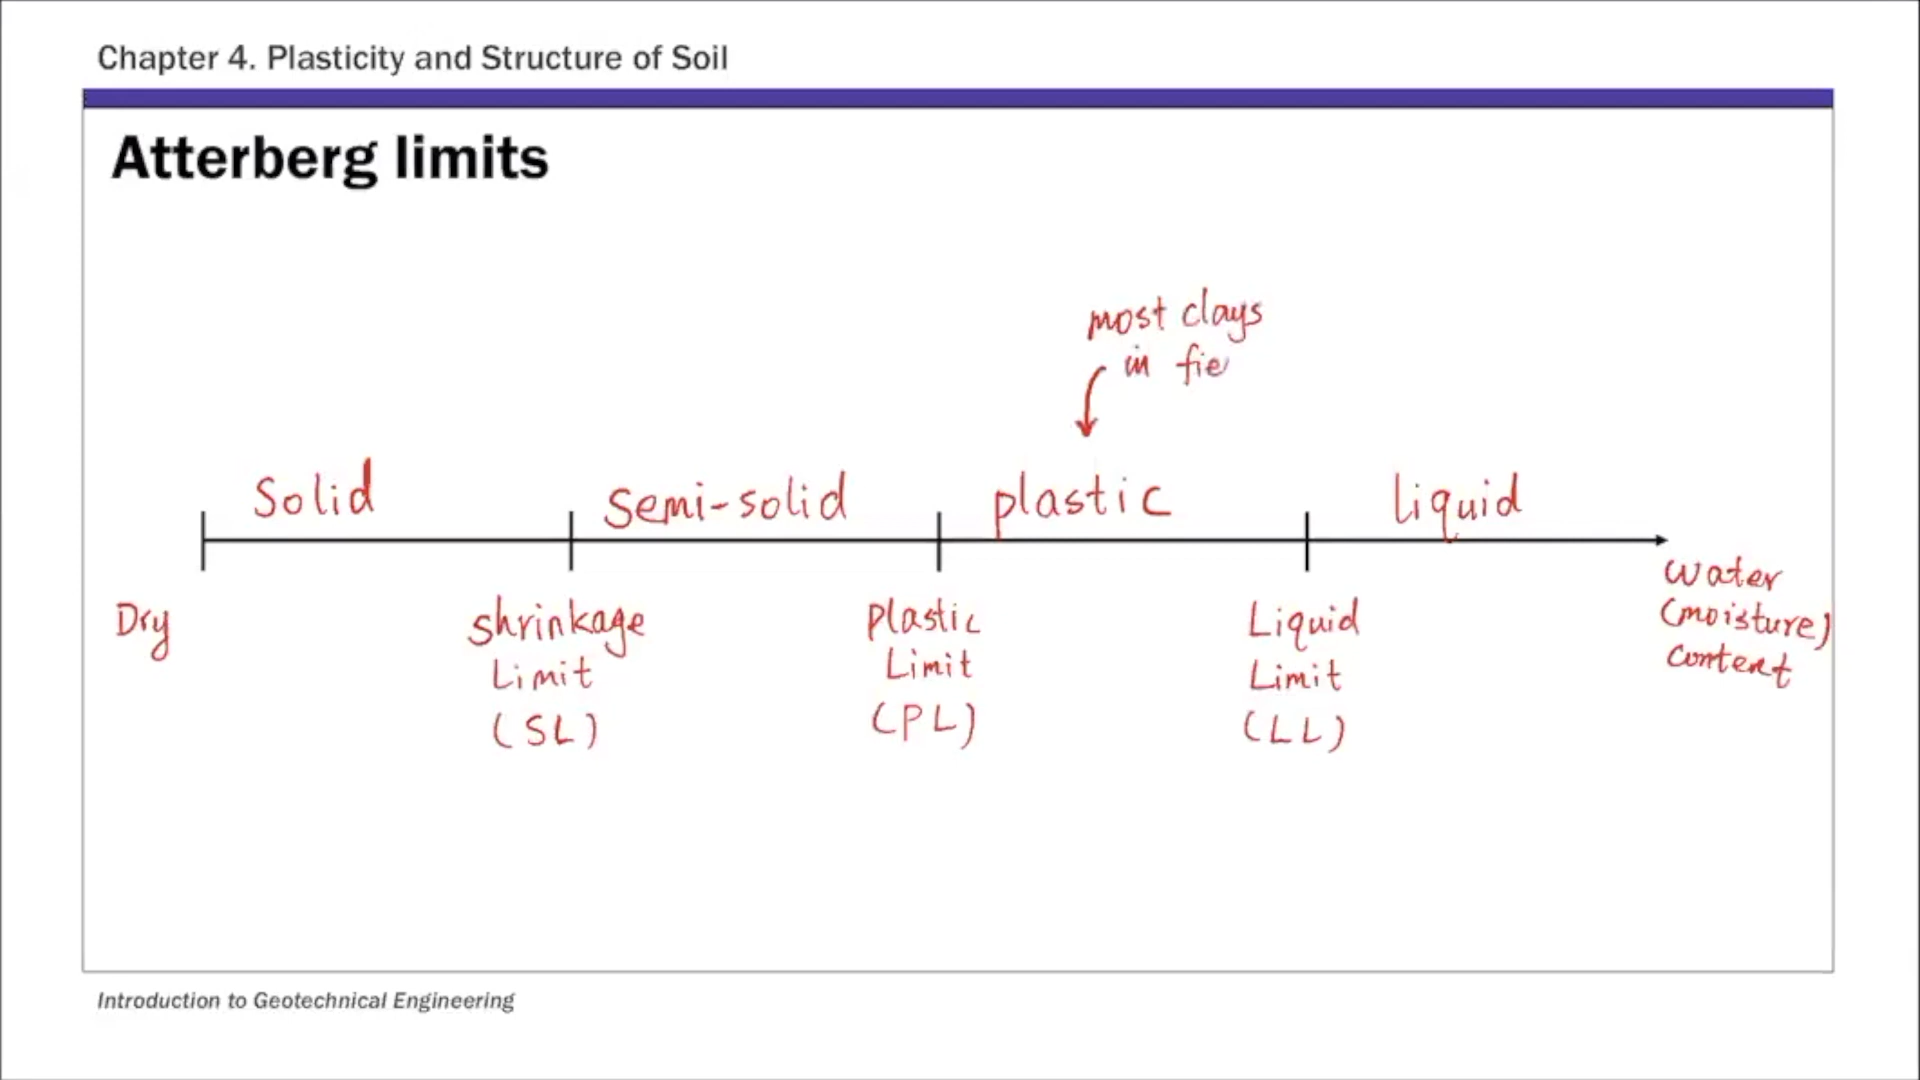 Chapter 4. Plasticity and Structure of Soil
Atterberg limits
most clays
in fie
Solid
Semi-solid
plastic
liquid
Dry
shrinkage
Limit
(SL)
Plastic
Limit
(PL)
Liquid
Limit
(LL)
water
(moisture)
content
Introduction to Geotechnical Engineering